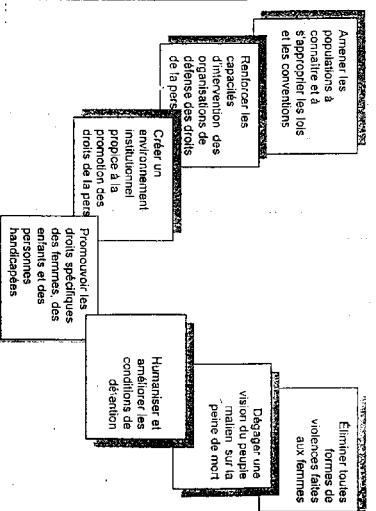 Amener les
populations à
connaître et à
s'approprier les lois
et les conventions
Renforcer les
capacités
d'intervention des
organisations de
défense des droits
de la pers
Créer un
environnement
institutionnel
propice à la
promotion des
droits de la pers
Promouvoir les
droits spécifiques
des femmes, des
enfants et des
personnes
handicapées
Humaniser et
améliorer les
conditions de
détention
Dégager une
vision du peuple
malien sur la
peine de mort
Éliminer toutes
formes de
violences faites
aux femmes